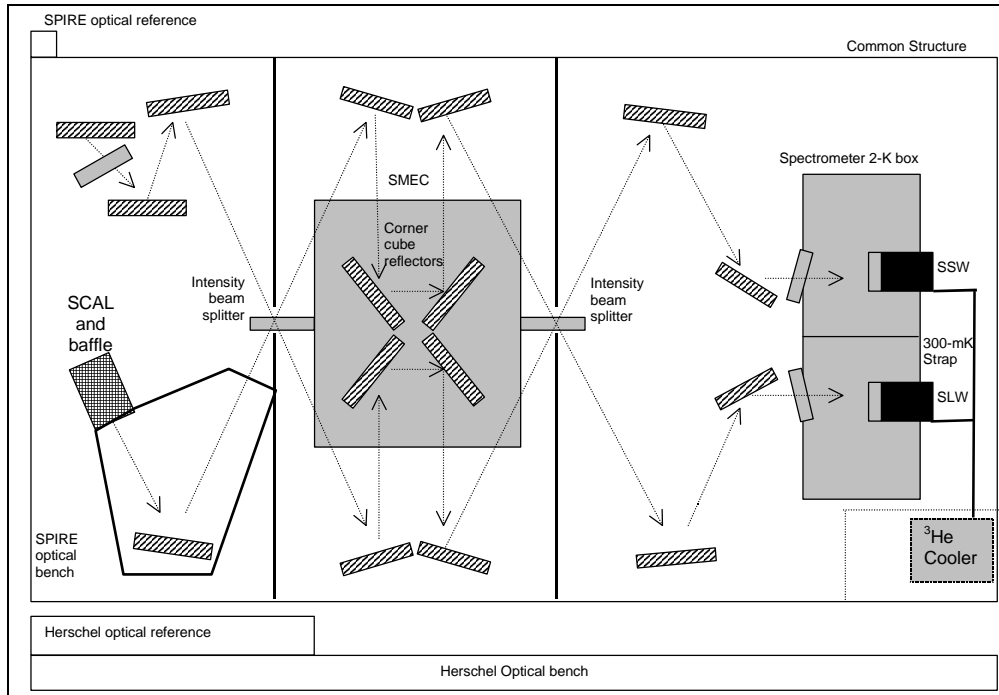 SPIRE optical reference
Common Structure
Spectrometer 2-K box
SMEC
Corner
cube
reflectors
Intensity
beam
splitter
Intensity
beam
splitter
SSW
SCAL
and
baffle
300-mK
Strap
SLW
SPIRE
optical
bench
³He
Cooler
Herschel optical reference
Herschel Optical bench